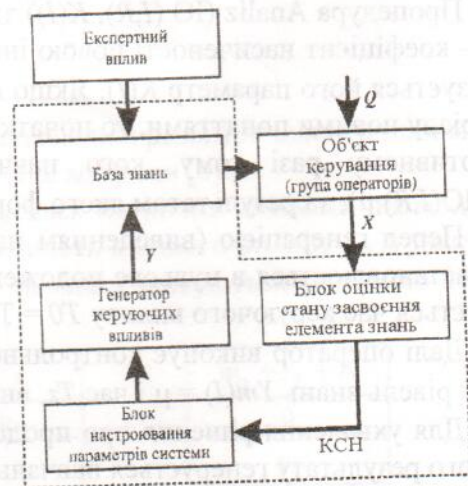 Експертний
вплив
Q
База знань
Об'єкт
керування
(група операторів)
Y
X
Генератор
керуючих
впливів
Блок оцінки
стану засвоєння
елемента знань
Блок
настроювання
параметрів системи
КСН